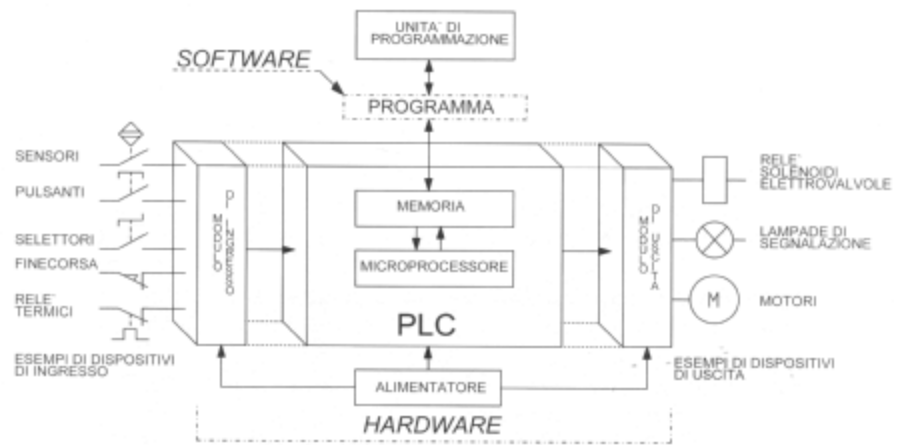 UNITA` DI
PROGRAMMAZIONE
SOFTWARE
PROGRAMMA
SENSORI
PULSANTI
SELETTORI
FINECORSA
RELE`
TERMICI
ESEMPI DI DISPOSITIVI
DI INGRESSO
MODULO
P INGRESSO
MEMORIA
MICROPROCESSORE
PLC
MODULO
P USCITA
RELE`
SOLENOIDI
ELETTROVALVOLE
LAMPADE DI
SEGNALAZIONE
M
MOTORI
ESEMPI DI DISPOSITIVI
DI USCITA
ALIMENTATORE
HARDWARE